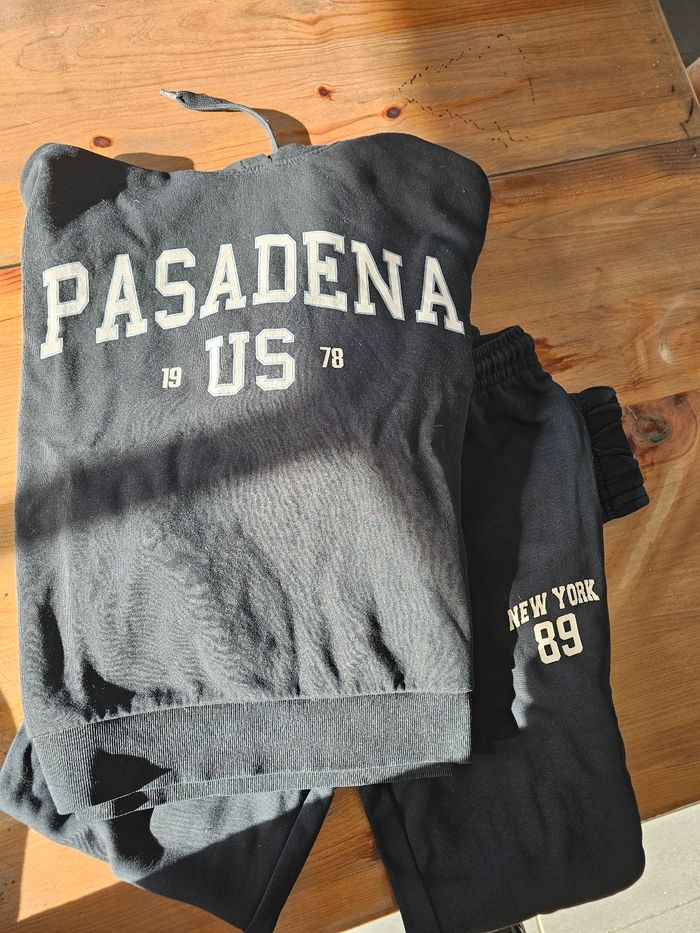 PASADENA
19 US 78
NEW YORK
89